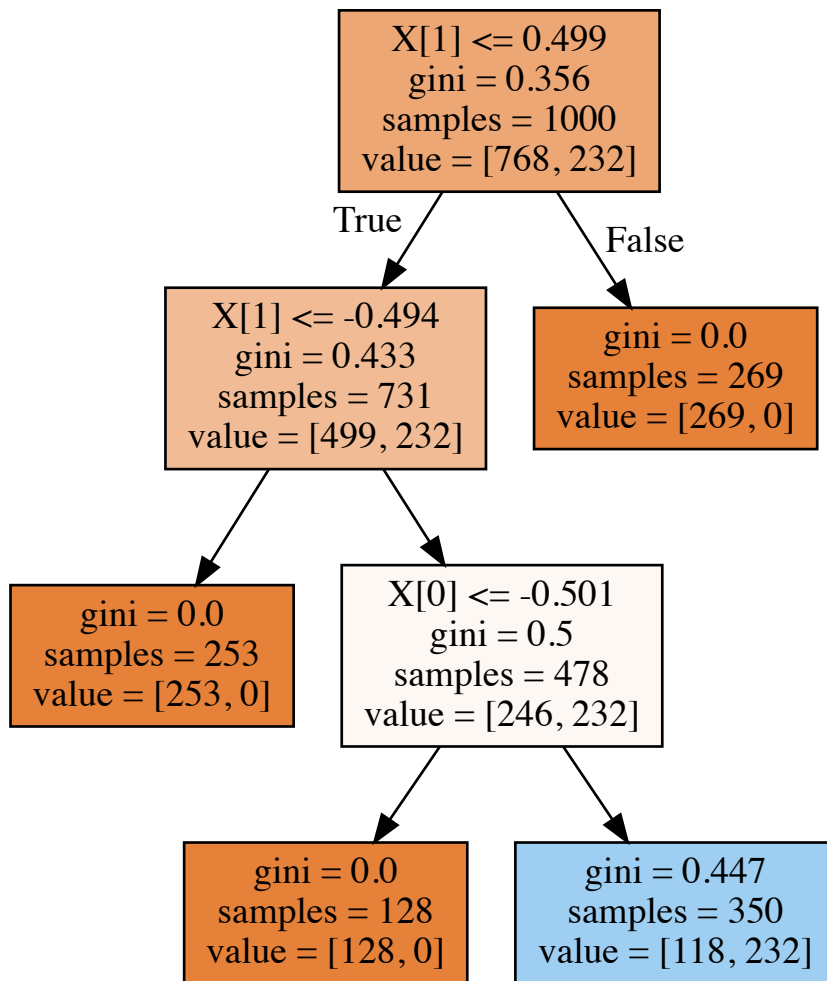 X[1] <= 0.499
gini = 0.356
samples = 1000
value = [768, 232]
True
False
X[1] <= -0.494
gini = 0.433
samples = 731
value = [499, 232]
gini = 0.0
samples = 269
value = [269, 0]
gini = 0.0
samples = 253
value = [253, 0]
X[0] <= -0.501
gini = 0.5
samples = 478
value = [246, 232]
gini = 0.0
samples = 128
value = [128, 0]
gini = 0.447
samples = 350
value = [118, 232]